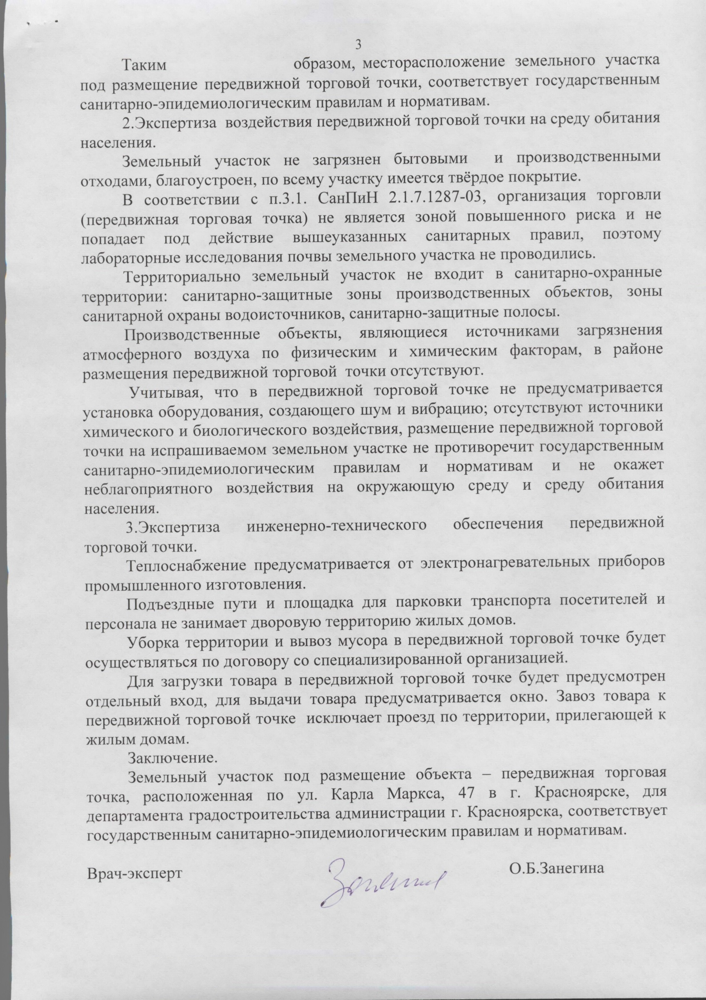 3
Таким образом, месторасположение земельного участка
под размещение передвижной торговой точки, соответствует государственным
санитарно-эпидемиологическим правилам и нормативам.
2.Экспертиза воздействия передвижной торговой точки на среду обитания
населения.
Земельный участок не загрязнен бытовыми и производственными
отходами, благоустроен, по всему участку имеется твёрдое покрытие.
В соответствии с п.3.1. СанПиН 2.1.7.1287-03, организация торговли
(передвижная торговая точка) не является зоной повышенного риска и не
попадает под действие вышеуказанных санитарных правил, поэтому
лабораторные исследования почвы земельного участка не проводились.
Территориально земельный участок не входит в санитарно-охранные
территории: санитарно-защитные зоны производственных объектов, зоны
санитарной охраны водоисточников, санитарно-защитные полосы.
Производственные объекты, являющиеся источниками загрязнения
атмосферного воздуха по физическим и химическим факторам, в районе
размещения передвижной торговой точки отсутствуют.
Учитывая, что в передвижной торговой точке не предусматривается
установка оборудования, создающего шум и вибрацию; отсутствуют источники
химического и биологического воздействия, размещение передвижной торговой
точки на испрашиваемом земельном участке не противоречит государственным
санитарно-эпидемиологическим правилам и нормативам и не окажет
неблагоприятного воздействия на окружающую среду и среду обитания
населения.
3.Экспертиза инженерно-технического обеспечения передвижной
торговой точки.
Теплоснабжение предусматривается от электронагревательных приборов
промышленного изготовления.
Подъездные пути и площадка для парковки транспорта посетителей и
персонала не занимает дворовую территорию жилых домов.
Уборка территории и вывоз мусора в передвижной торговой точке будет
осуществляться по договору со специализированной организацией.
Для загрузки товара в передвижной торговой точке будет предусмотрен
отдельный вход, для выдачи товара предусматривается окно. Завоз товара к
передвижной торговой точке исключает проезд по территории, прилегающей к
жилым домам.
Заключение.
Земельный участок под размещение объекта – передвижная торговая
точка, расположенная по ул. Карла Маркса, 47 в г. Красноярске, для
департамента градостроительства администрации г. Красноярска, соответствует
государственным санитарно-эпидемиологическим правилам и нормативам.
Врач-эксперт О.Б.Занегина